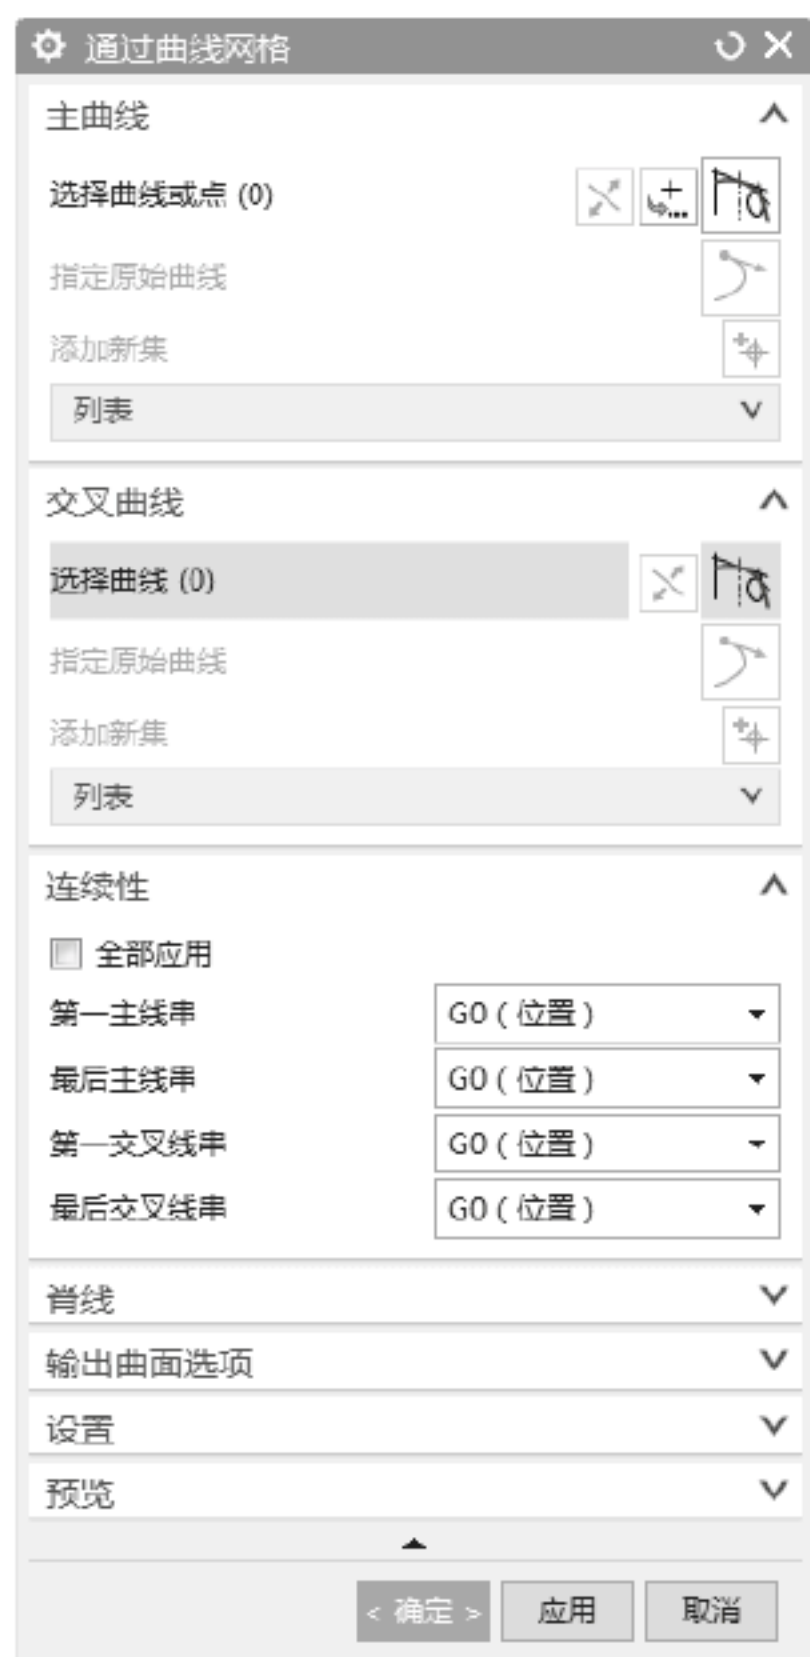 通过曲线网格
主曲线
选择曲线或点 (0)
指定原始曲线
添加新集
列表
交叉曲线
选择曲线 (0)
指定原始曲线
添加新集
列表
连续性
全部应用
第一主线串 G0 ( 位置 )
最后主线串 G0 ( 位置 )
第一交叉线串 G0 ( 位置 )
最后交叉线串 G0 ( 位置 )
脊线
输出曲面选项
设置
预览
< 确定 > 应用 取消